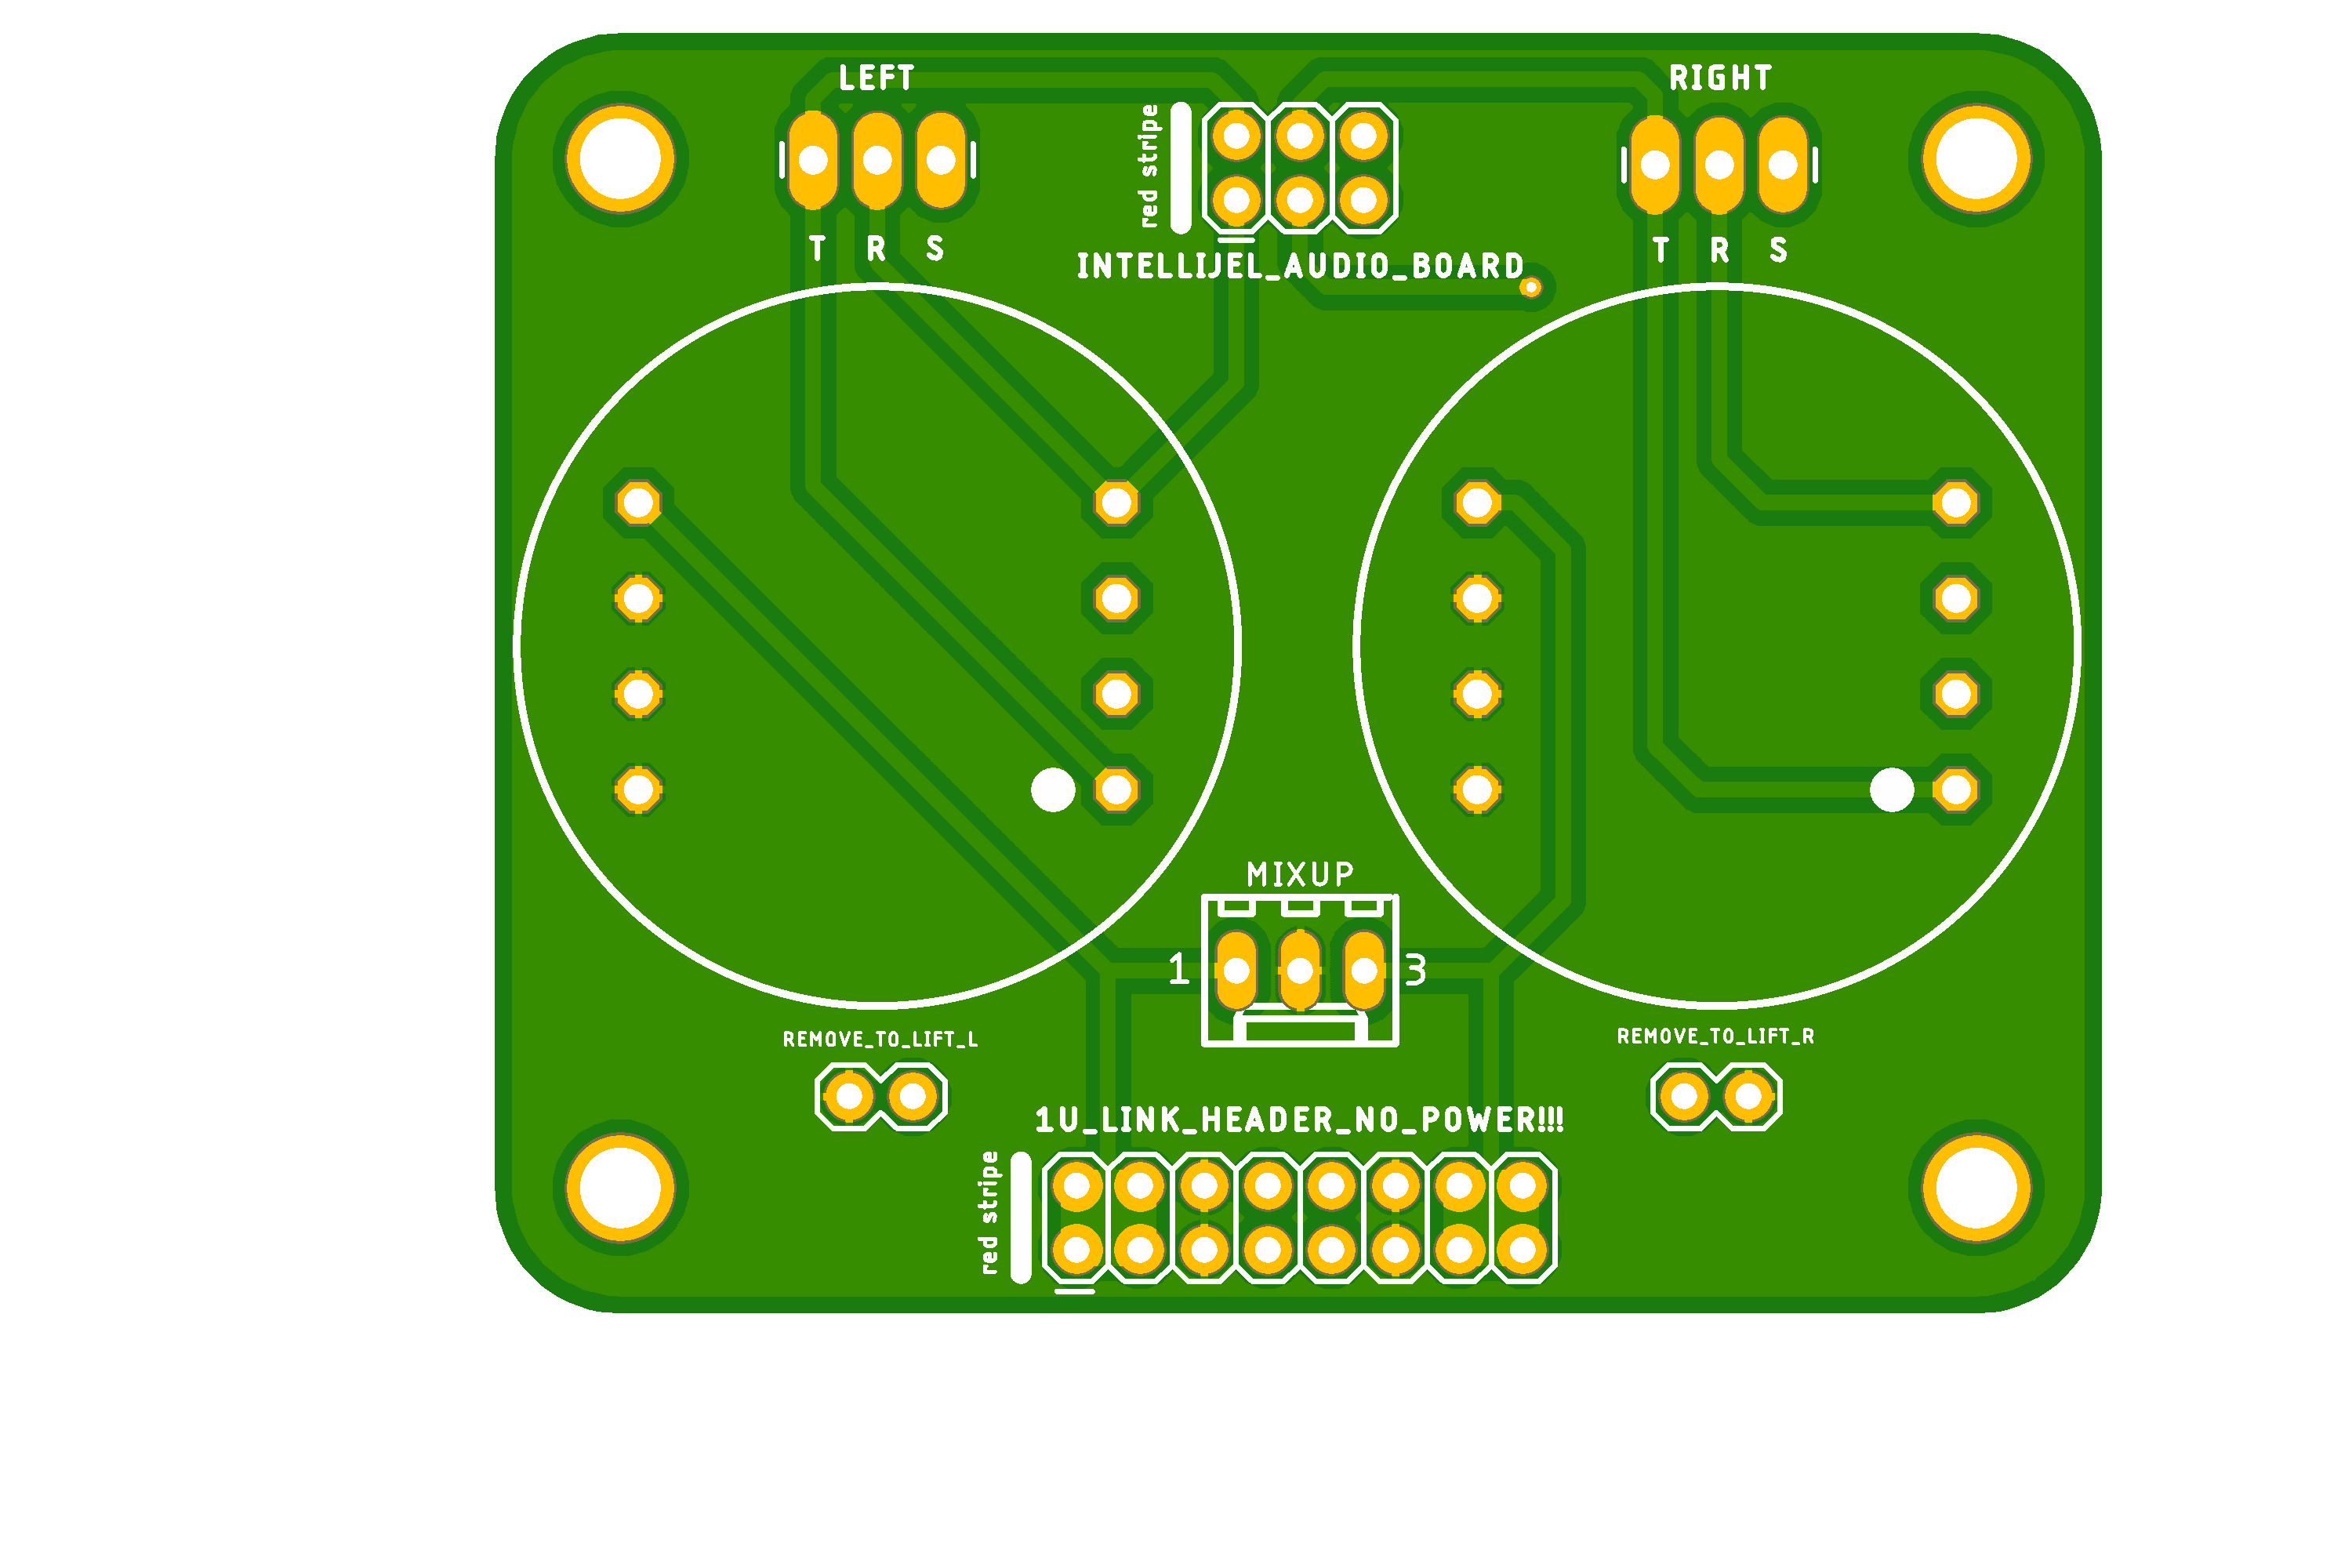 LEFT
RIGHT
red stripe
T R S
T R S
INTELLIJEL_AUDIO_BOARD
MIXUP
1
3
REMOVE_TO_LIFT_L
REMOVE_TO_LIFT_R
1U_LINK_HEADER_NO_POWER!!!
red stripe